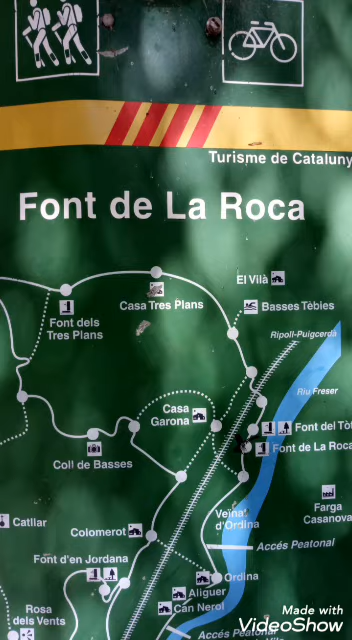 Turisme de Cataluny
Font de La Roca
El Vilà
Casa Tres Plans
Basses Tèbies
Font dels
Tres Plans
Ripoll-Puigcerdà
Riu Freser
Casa
Garona
Font del Tòt
Font de La Roca
Coll de Basses
Farga
Casanova
Veïnat
d'Ordina
Catllar
Colomerot
Accés Peatonal
Font d'en Jordana
Ordina
Aliguer
Can Nerol
Rosa
dels Vents
Accés Peatonal
Made with
VideoShow